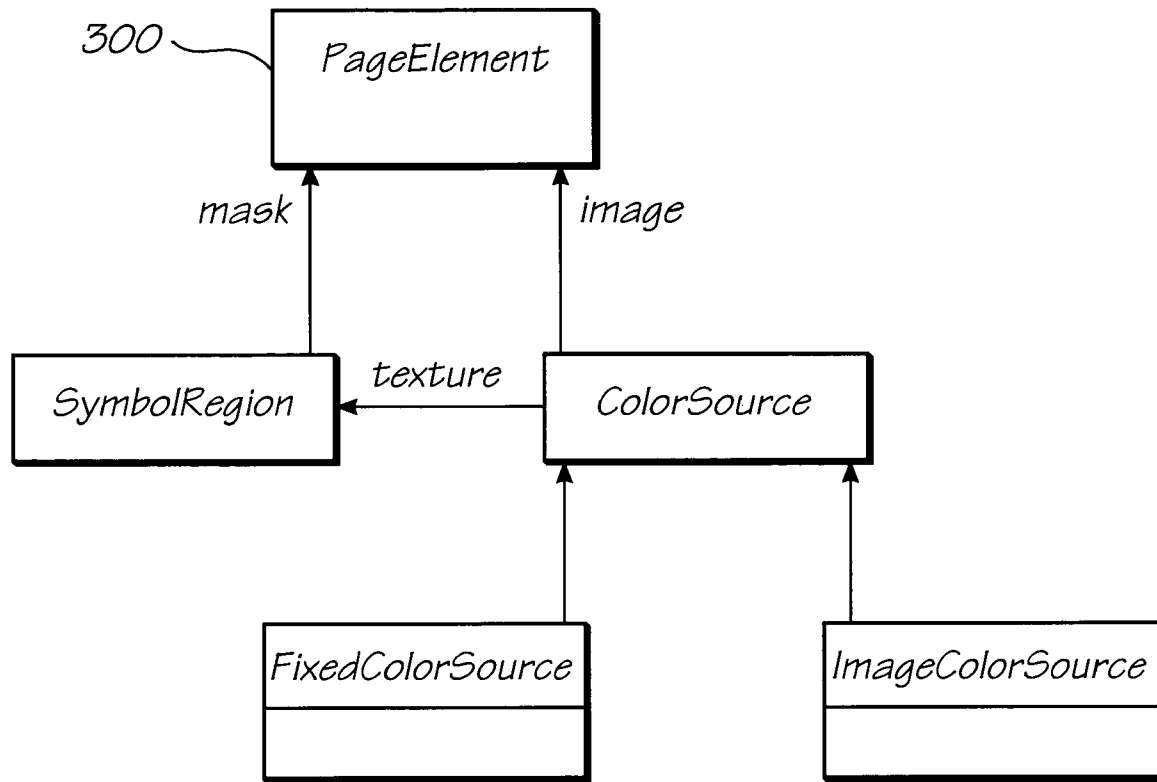 300
PageElement
mask
image
SymbolRegion
texture
ColorSource
FixedColorSource
ImageColorSource